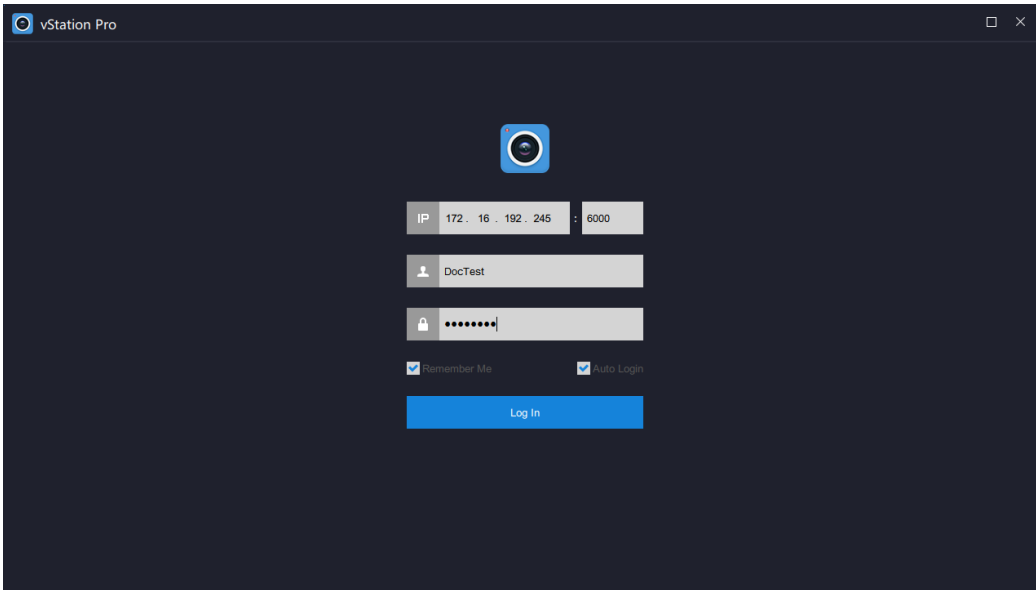 vStation Pro
IP 172 . 16 . 192 . 245 : 6000
DocTest
••••••••
Remember Me Auto Login
Log In